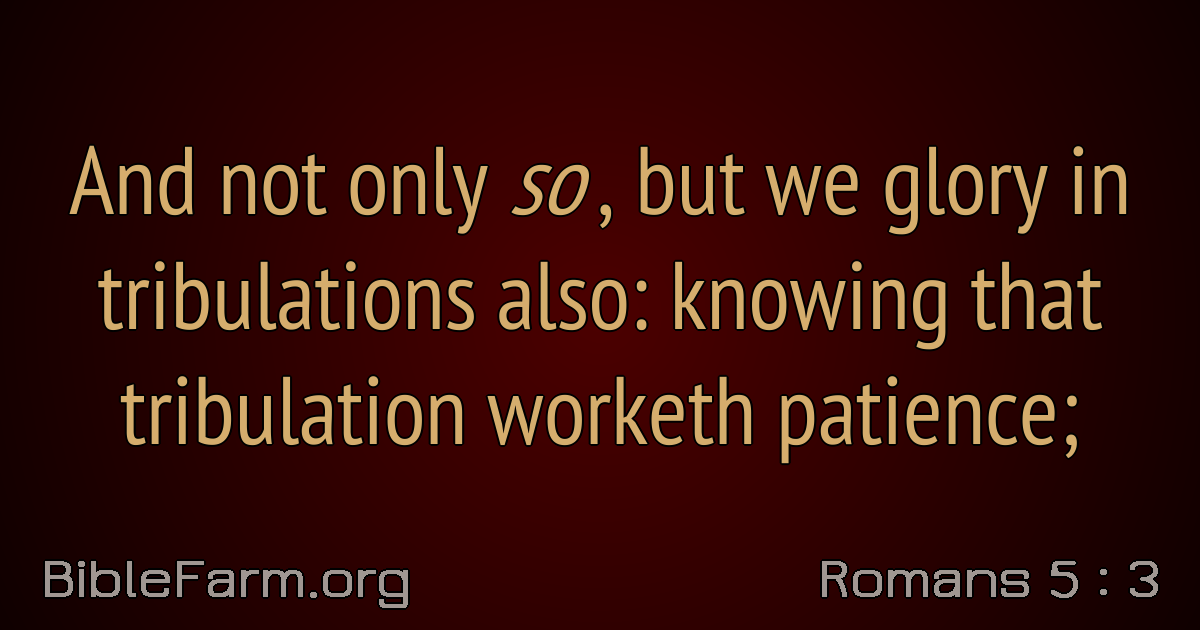 And not only so, but we glory in
tribulations also: knowing that
tribulation worketh patience;
BibleFarm.org
Romans 5 : 3